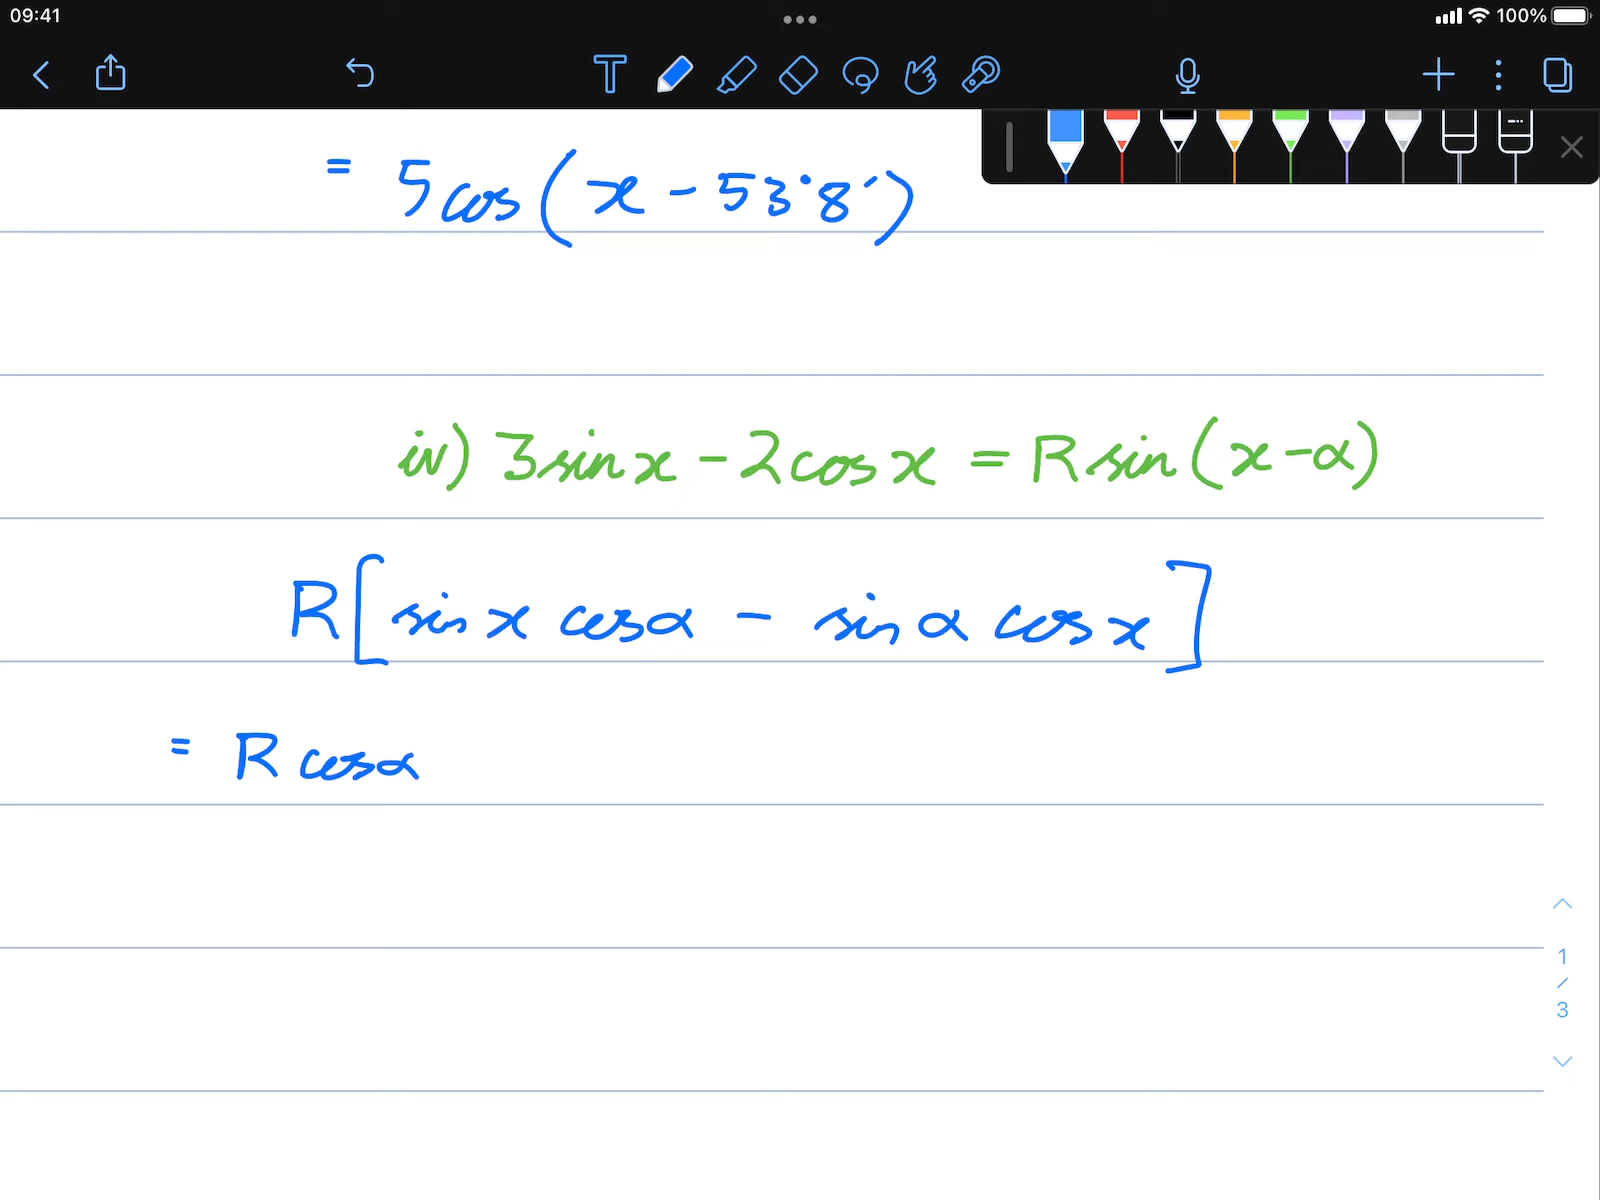 09:41
100%
= 5cos(x - 53°8')
iv) 3sinx - 2cosx = Rsin(x-α)
R[sinx cosα - sinα cosx]
= R cosα
1
/
3